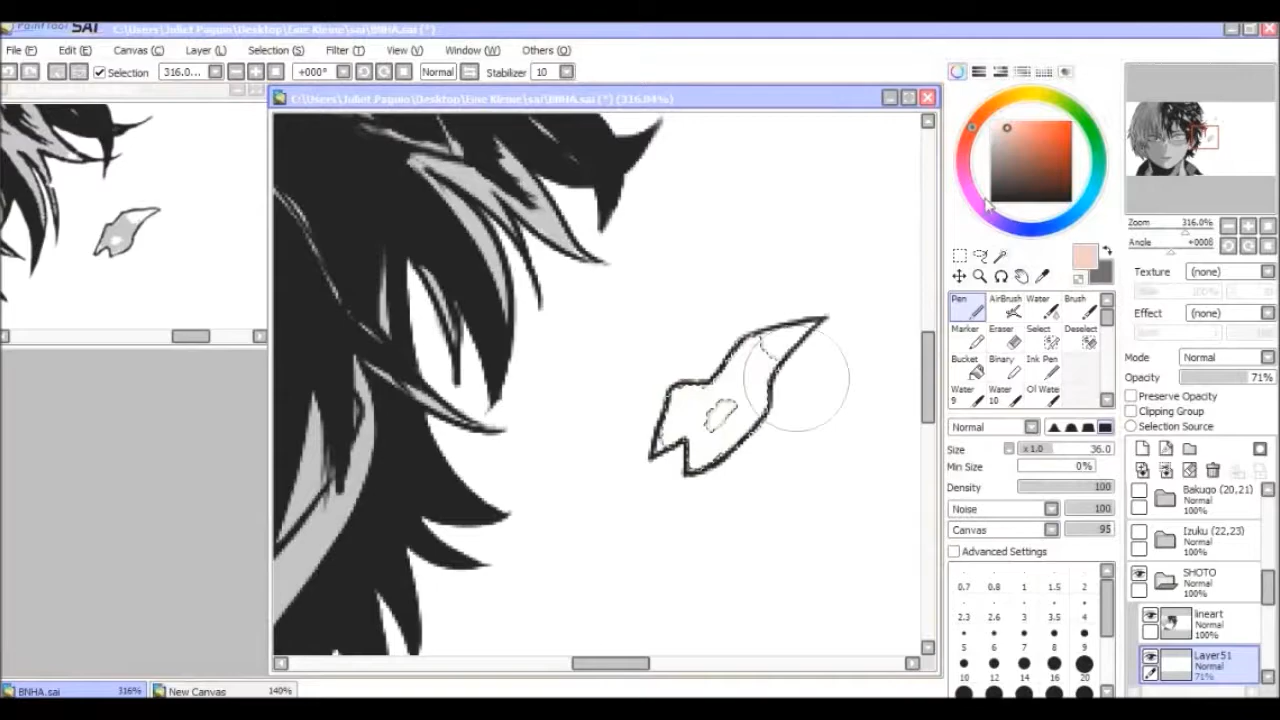 PaintTool SAI C:\Users\Juliet Paguio\Desktop\Eine Kleine\sai\BNHA.sai (*)
File (F) Edit (E) Canvas (C) Layer (L) Selection (S) Filter (T) View (V) Window (W) Others (O)
Selection 316.0... +000° Normal Stabilizer 10
C:\Users\Juliet Paguio\Desktop\Eine Kleine\sai\BNHA.sai (*) (316.04%)
Zoom 316.0%
Angle +000θ
Texture (none)
100%
Effect (none)
100
Mode Normal
Opacity 71%
Preserve Opacity
Clipping Group
Selection Source
Pen AirBrush Water Brush
Marker Eraser Select Deselect
Bucket Binary Ink Pen
Water 9 Water 10 Ol Wate
Normal
Size x 1.0 36.0
Min Size 0%
Density 100
Noise 100
Canvas 95
Advanced Settings
0.7 0.8 1 1.5 2
2.3 2.6 3 3.5 4
5 6 7 8 9
10 12 14 16 20
Bakugo (20,21)
Normal
100%
Izuku (22,23)
Normal
100%
SHOTO
Normal
100%
lineart
Normal
100%
Layer51
Normal
71%
BNHA.sai 316% New Canvas 140%